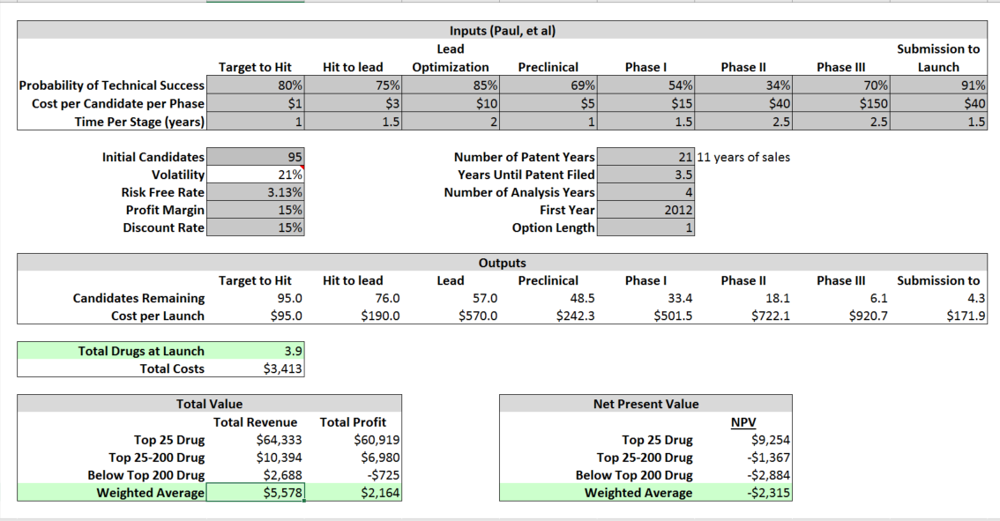 Inputs (Paul, et al)
Target to Hit Hit to lead Lead Optimization Preclinical Phase I Phase II Phase III Submission to Launch
Probability of Technical Success 80% 75% 85% 69% 54% 34% 70% 91%
Cost per Candidate per Phase $1 $3 $10 $5 $15 $40 $150 $40
Time Per Stage (years) 1 1.5 2 1 1.5 2.5 2.5 1.5
Initial Candidates 95 Number of Patent Years 21 11 years of sales
Volatility 21% Years Until Patent Filed 3.5
Risk Free Rate 3.13% Number of Analysis Years 4
Profit Margin 15% First Year 2012
Discount Rate 15% Option Length 1
Outputs
Target to Hit Hit to lead Lead Preclinical Phase I Phase II Phase III Submission to
Candidates Remaining 95.0 76.0 57.0 48.5 33.4 18.1 6.1 4.3
Cost per Launch $95.0 $190.0 $570.0 $242.3 $501.5 $722.1 $920.7 $171.9
Total Drugs at Launch 3.9
Total Costs $3,413
Total Value Net Present Value
Total Revenue Total Profit NPV
Top 25 Drug $64,333 $60,919 Top 25 Drug $9,254
Top 25-200 Drug $10,394 $6,980 Top 25-200 Drug -$1,367
Below Top 200 Drug $2,688 -$725 Below Top 200 Drug -$2,884
Weighted Average $5,578 $2,164 Weighted Average -$2,315